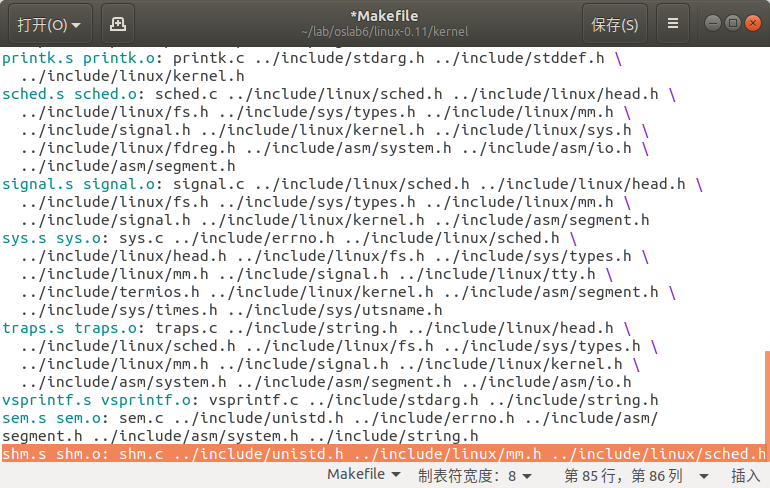 打开(O)
*Makefile
~/lab/oslab6/linux-0.11/kernel
保存(S)
printk.s printk.o: printk.c ../include/stdarg.h ../include/stddef.h \
../include/linux/kernel.h
sched.s sched.o: sched.c ../include/linux/sched.h ../include/linux/head.h \
../include/linux/fs.h ../include/sys/types.h ../include/linux/mm.h \
../include/signal.h ../include/linux/kernel.h ../include/linux/sys.h \
../include/linux/fdreg.h ../include/asm/system.h ../include/asm/io.h \
../include/asm/segment.h
signal.s signal.o: signal.c ../include/linux/sched.h ../include/linux/head.h \
../include/linux/fs.h ../include/sys/types.h ../include/linux/mm.h \
../include/signal.h ../include/linux/kernel.h ../include/asm/segment.h
sys.s sys.o: sys.c ../include/errno.h ../include/linux/sched.h \
../include/linux/head.h ../include/linux/fs.h ../include/sys/types.h \
../include/linux/mm.h ../include/signal.h ../include/linux/tty.h \
../include/termios.h ../include/linux/kernel.h ../include/asm/segment.h \
../include/sys/times.h ../include/sys/utsname.h
traps.s traps.o: traps.c ../include/string.h ../include/linux/head.h \
../include/linux/sched.h ../include/linux/fs.h ../include/sys/types.h \
../include/linux/mm.h ../include/signal.h ../include/linux/kernel.h \
../include/asm/system.h ../include/asm/segment.h ../include/asm/io.h
vsprintf.s vsprintf.o: vsprintf.c ../include/stdarg.h ../include/string.h
sem.s sem.o: sem.c ../include/unistd.h ../include/errno.h ../include/asm/
segment.h ../include/asm/system.h ../include/string.h
shm.s shm.o: shm.c ../include/unistd.h ../include/linux/mm.h ../include/linux/sched.h
Makefile 制表符宽度：8 第 85 行，第 86 列 插入